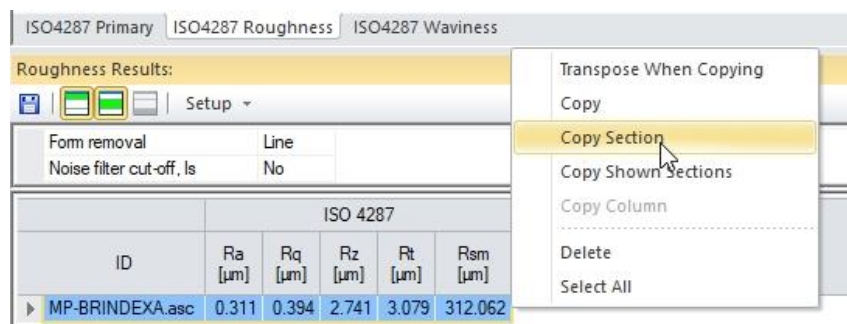 ISO4287 Primary ISO4287 Roughness ISO4287 Waviness
Roughness Results:
Setup
Form removal Line
Noise filter cut-off, ls No
ISO 4287
ID Ra [µm] Rq [µm] Rz [µm] Rt [µm] Rsm [µm]
MP-BRINDEXA.asc 0.311 0.394 2.741 3.079 312.062
Transpose When Copying
Copy
Copy Section
Copy Shown Sections
Copy Column
Delete
Select All